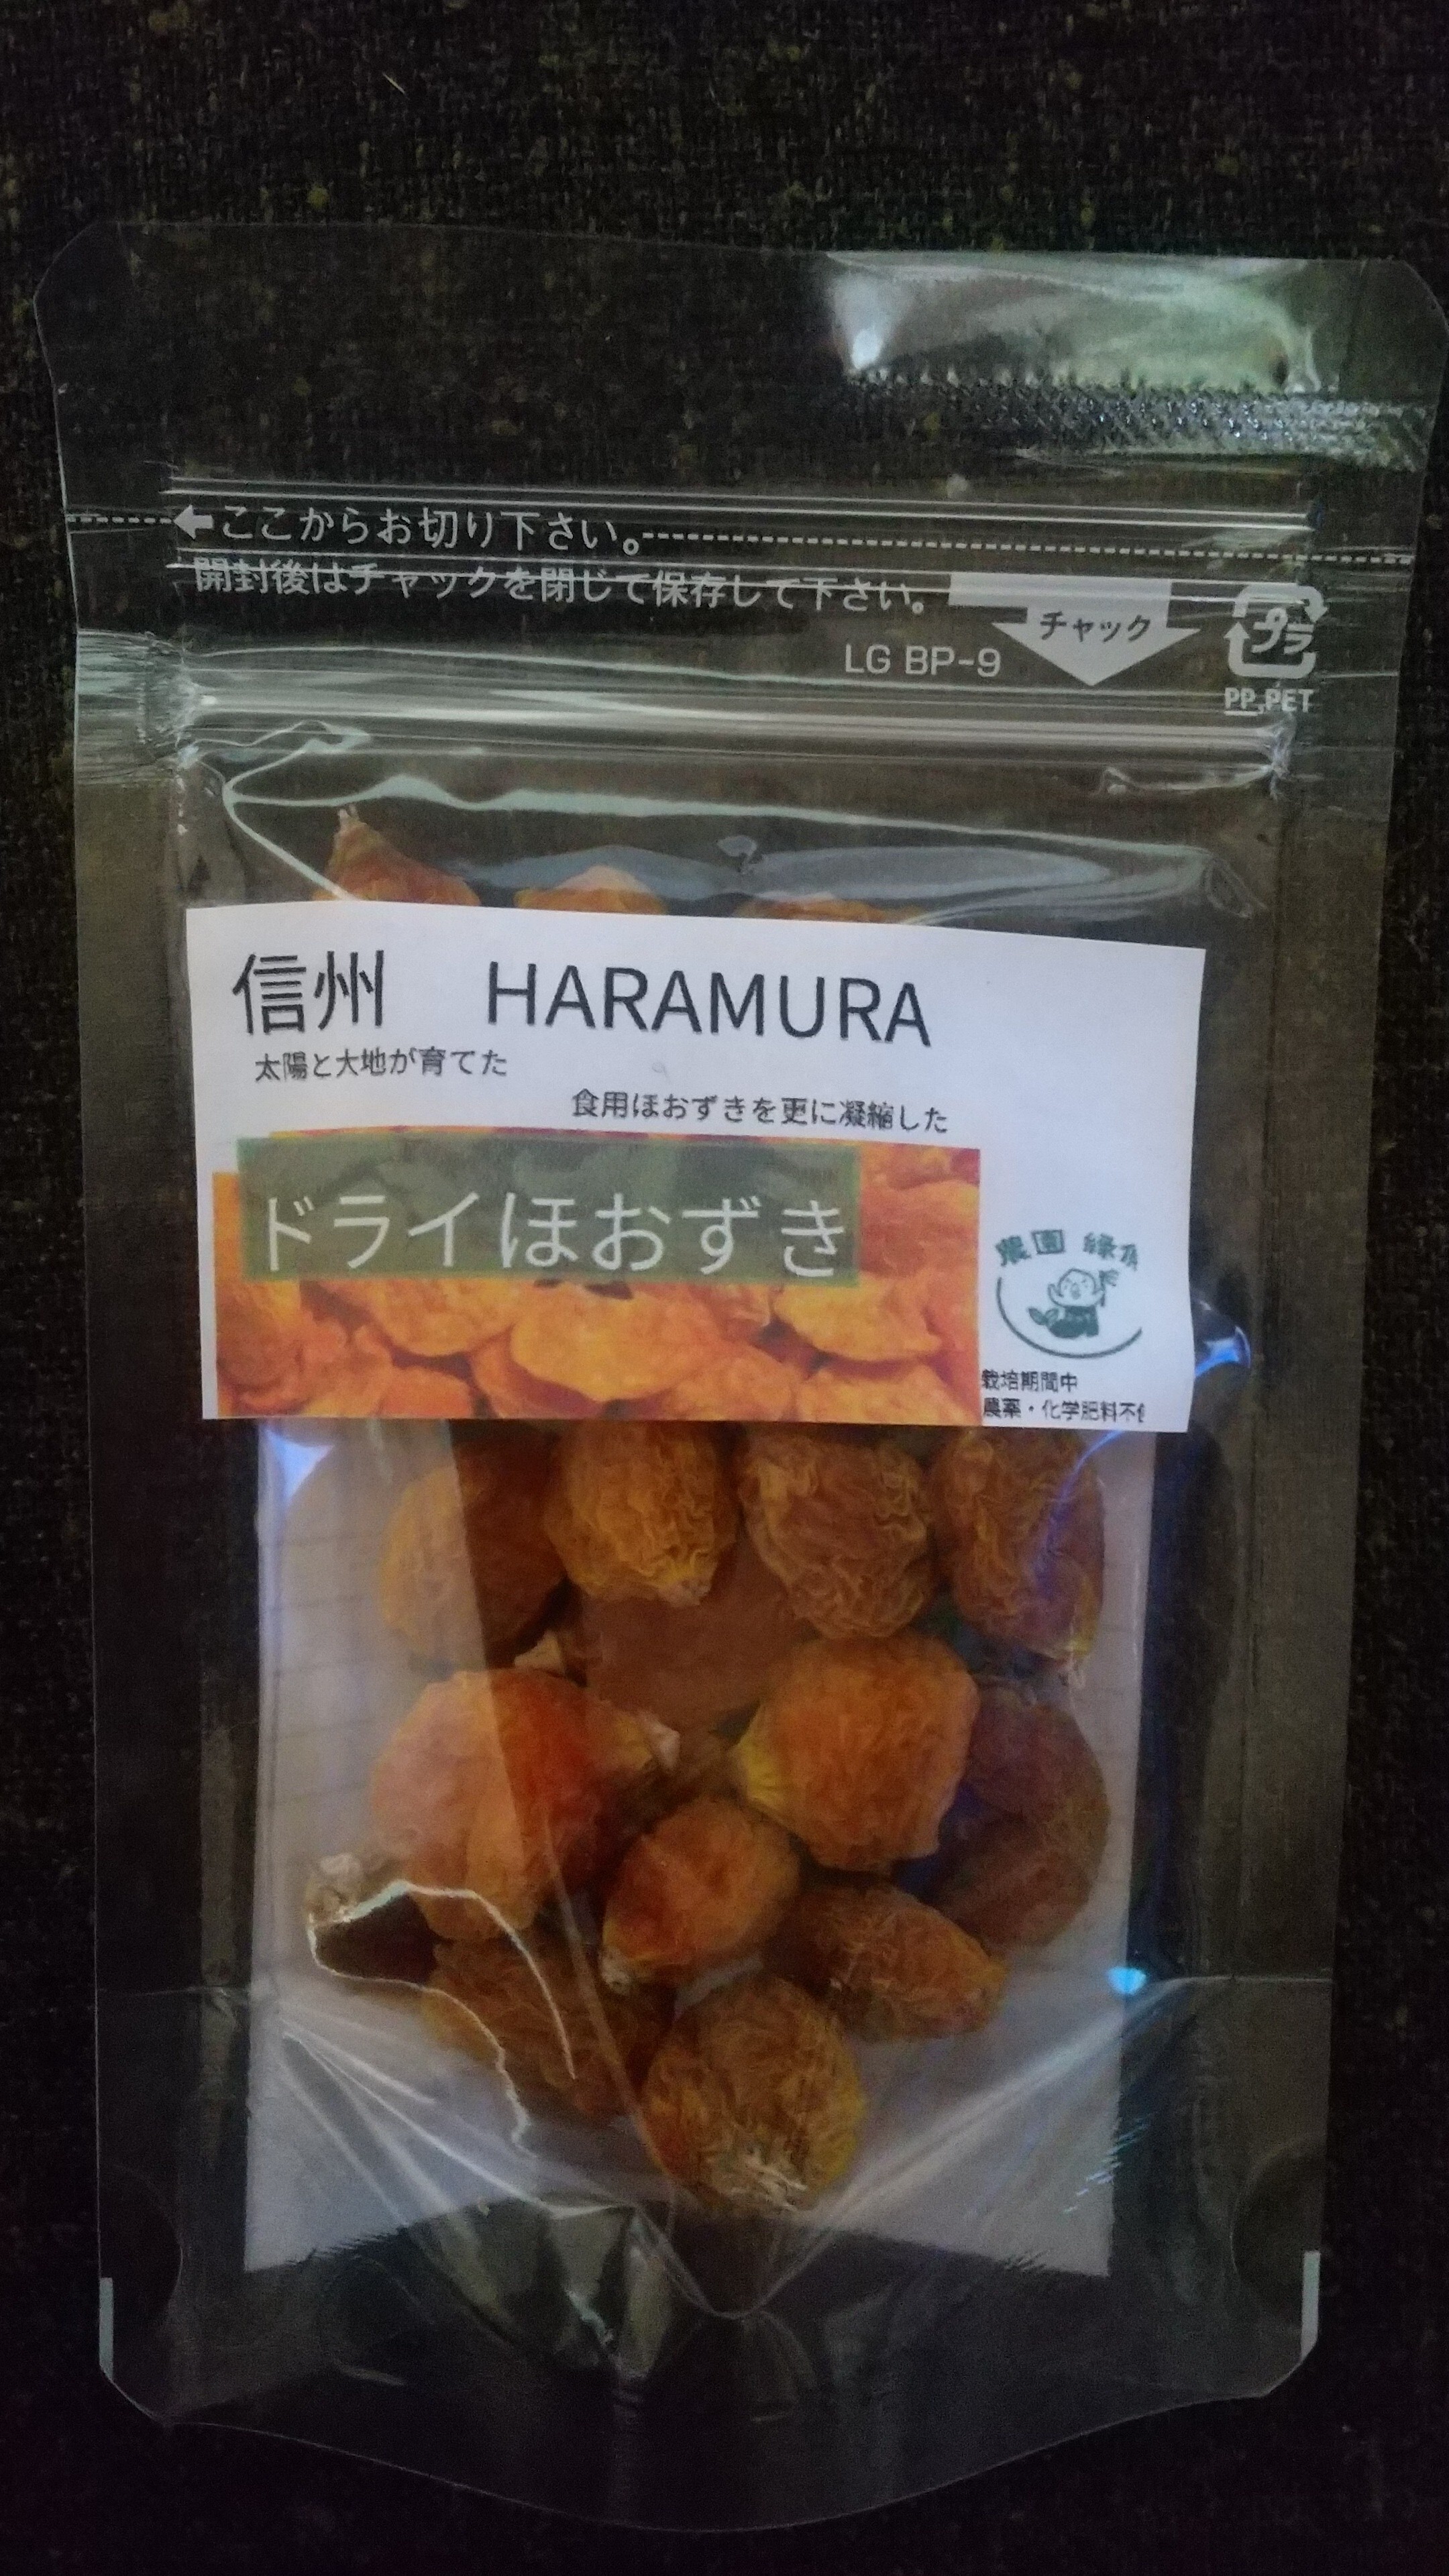 ここからお切り下さい。
開封後はチャックを閉じて保存して下さい。
チャック
プラ
LG BP-9
PP,PET
信州 HARAMURA
太陽と大地が育てた
食用ほおずきを更に凝縮した
ドライほおずき
農園 緑
栽培期間中
農薬・化学肥料不